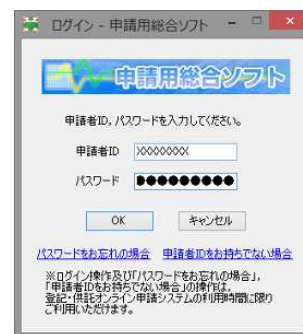 ログイン - 申請用総合ソフト
申請用総合ソフト
申請者ID, パスワードを入力してください。
申請者ID XXXXXXXX
パスワード ●●●●●●●●●
OK キャンセル
パスワードをお忘れの場合 申請者IDをお持ちでない場合
※ログイン操作及び「パスワードをお忘れの場合」,
「申請者IDをお持ちでない場合」の操作は,
登記・供託オンライン申請システムの利用時間に限り
ご利用いただけます。